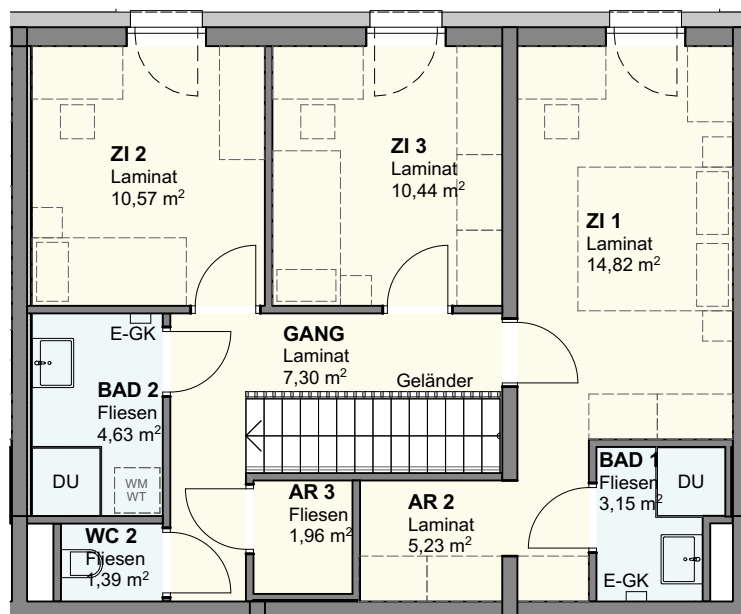 ZI 2
Laminat
10,57 m²
ZI 3
Laminat
10,44 m²
ZI 1
Laminat
14,82 m²
E-GK
GANG
Laminat
7,30 m²
Geländer
BAD 2
Fliesen
4,63 m²
DU
WM
WT
BAD 1
Fliesen
3,15 m²
DU
AR 3
Fliesen
1,96 m²
AR 2
Laminat
5,23 m²
WC 2
Fliesen
1,39 m²
E-GK